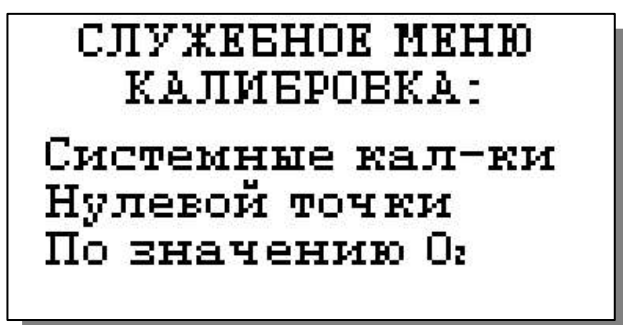 СЛУЖЕБНОЕ МЕНЮ
КАЛИБРОВКА:
Системные кал-ки
Нулевой точки
По значению O₂